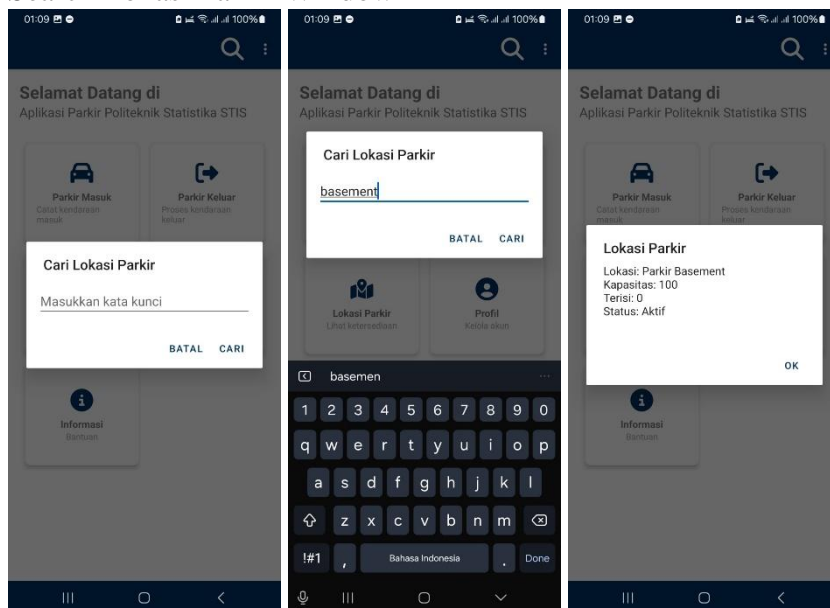 01:09 100%
Selamat Datang di
Aplikasi Parkir Politeknik Statistika STIS
Parkir Masuk
Catat kendaraan
masuk
Parkir Keluar
Proses kendaraan
keluar
Cari Lokasi Parkir
Masukkan kata kunci
BATAL CARI
i
Informasi
Bantuan
01:09 100%
Selamat Datang di
Aplikasi Parkir Politeknik Statistika STIS
Cari Lokasi Parkir
basement
BATAL CARI
Lokasi Parkir
Lihat ketersediaan
Profil
Kelola akun
basemen ...
1 2 3 4 5 6 7 8 9 0
q w e r t y u i o p
a s d f g h j k l
z x c v b n m
!#1 , Bahasa Indonesia . Done
01:09 100%
Selamat Datang di
Aplikasi Parkir Politeknik Statistika STIS
Parkir Masuk
Catat kendaraan
masuk
Parkir Keluar
Proses kendaraan
keluar
Lokasi Parkir
Lokasi: Parkir Basement
Kapasitas: 100
Terisi: 0
Status: Aktif
OK
i
Informasi
Bantuan